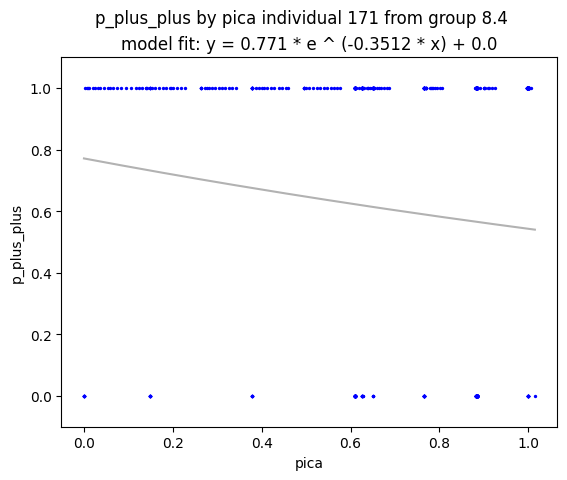 p_plus_plus by pica individual 171 from group 8.4
model fit: y = 0.771 * e ^ (-0.3512 * x) + 0.0
p_plus_plus
1.0
0.8
0.6
0.4
0.2
0.0
0.0 0.2 0.4 0.6 0.8 1.0
pica